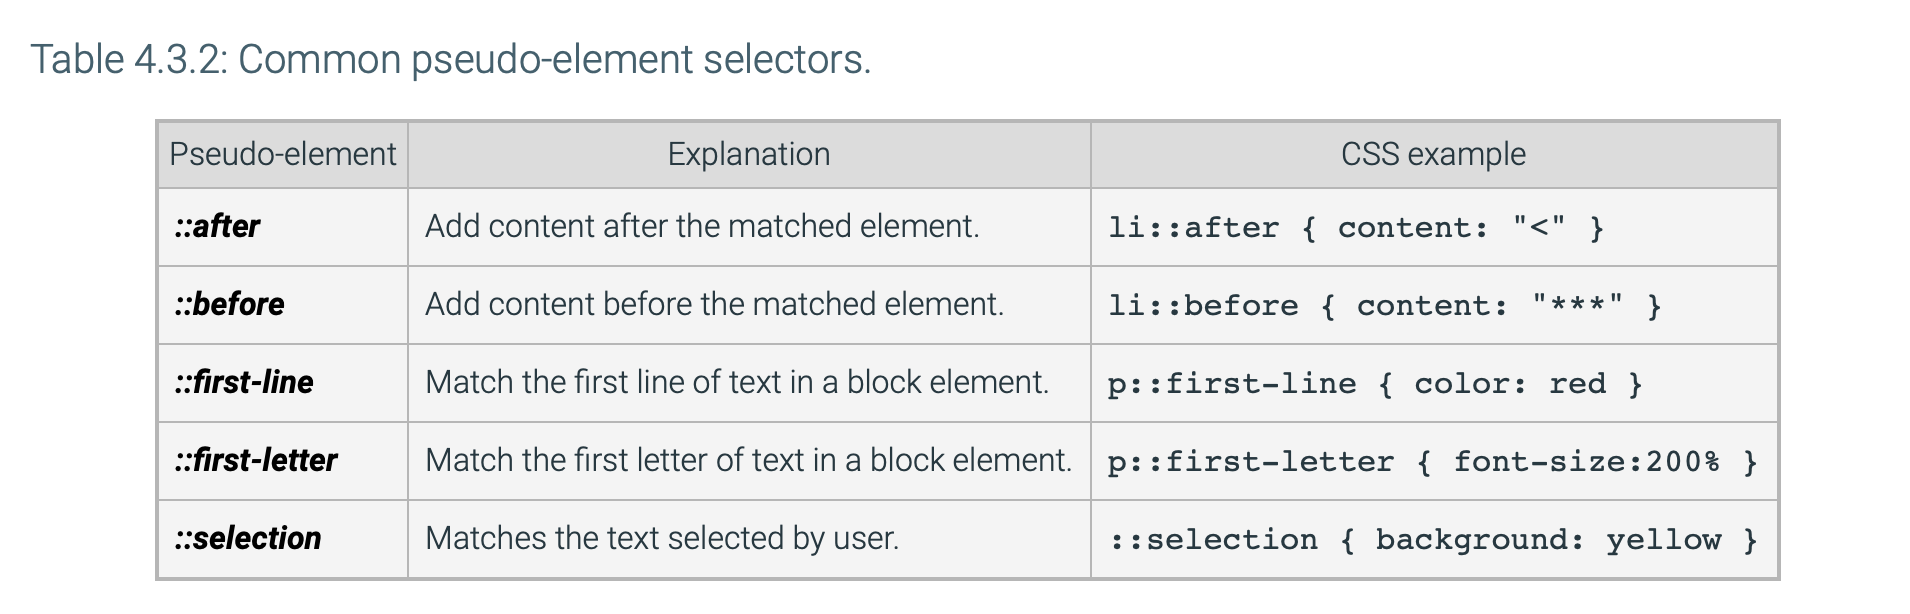 Table 4.3.2: Common pseudo-element selectors.
Pseudo-element Explanation CSS example
::after Add content after the matched element. li::after { content: "<" }
::before Add content before the matched element. li::before { content: "***" }
::first-line Match the first line of text in a block element. p::first-line { color: red }
::first-letter Match the first letter of text in a block element. p::first-letter { font-size:200% }
::selection Matches the text selected by user. ::selection { background: yellow }